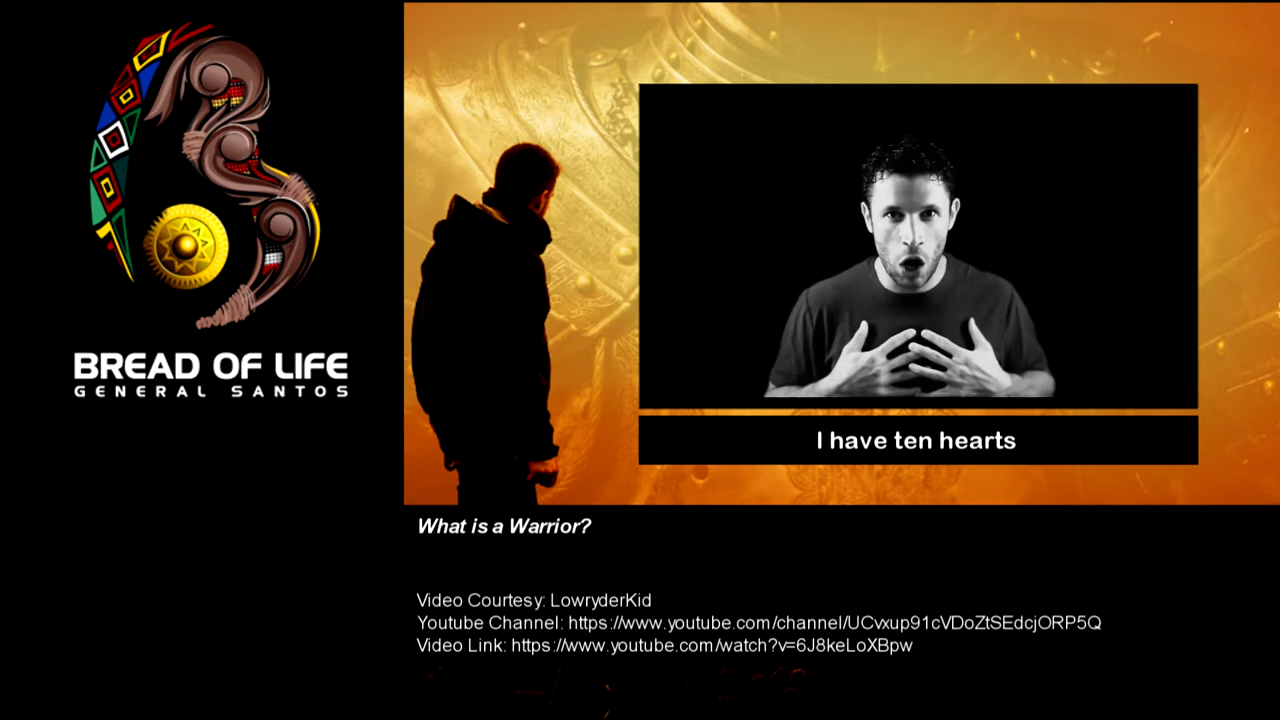 BREAD OF LIFE
GENERAL SANTOS
I have ten hearts
What is a Warrior?
Video Courtesy: LowryderKid
Youtube Channel: https://www.youtube.com/channel/UCvxup91cVDoZtSEdcjORP5Q
Video Link: https://www.youtube.com/watch?v=6J8keLoXBpw